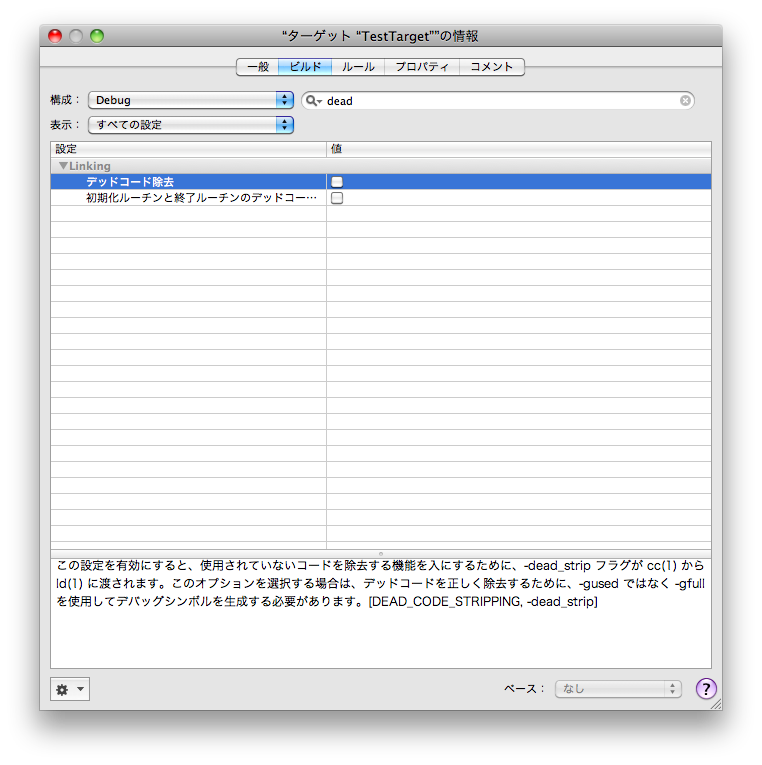 “ターゲット “TestTarget””の情報
一般 ビルド ルール プロパティ コメント
構成： Debug dead
表示： すべての設定
設定 値
▼Linking
デッドコード除去
初期化ルーチンと終了ルーチンのデッドコー…
この設定を有効にすると、使用されていないコードを除去する機能を入にするために、-dead_strip フラグが cc(1) から
ld(1) に渡されます。このオプションを選択する場合は、デッドコードを正しく除去するために、-gused ではなく -gfull
を使用してデバッグシンボルを生成する必要があります。[DEAD_CODE_STRIPPING, -dead_strip]
ベース： なし ?